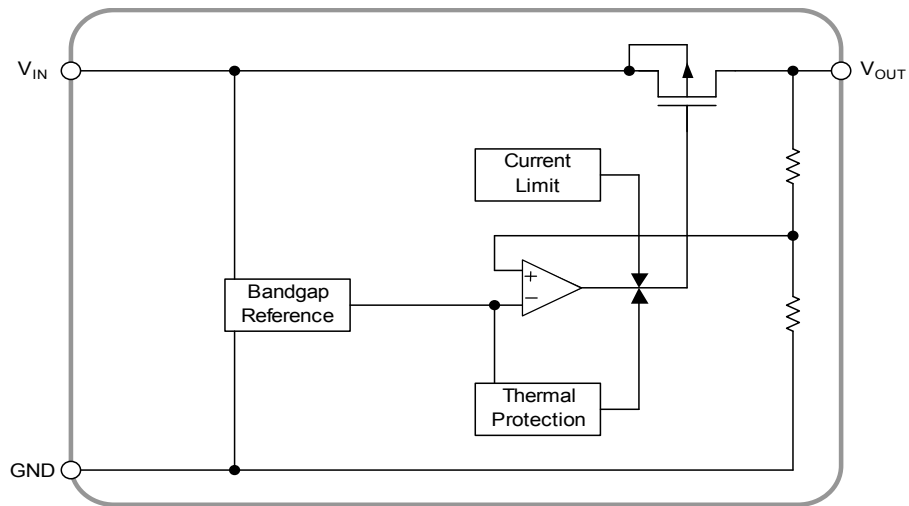 V_IN
V_OUT
Current
Limit
+
−
Bandgap
Reference
Thermal
Protection
GND